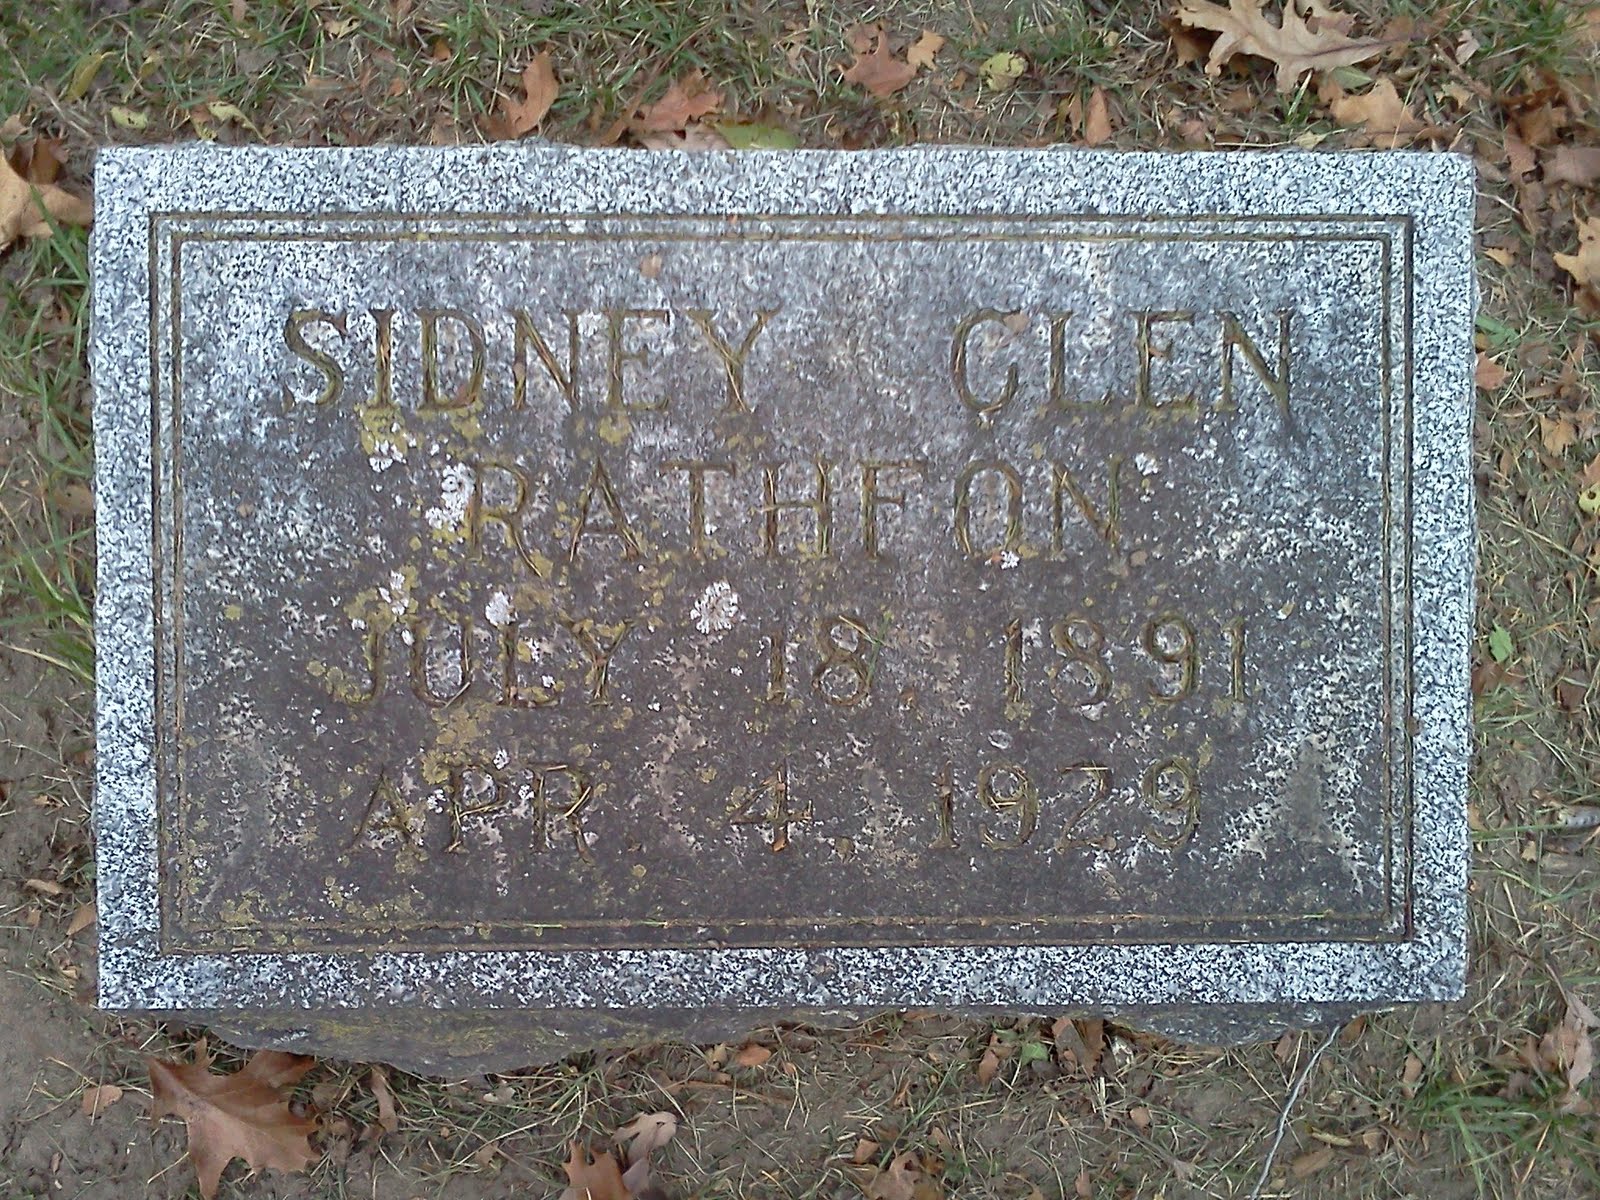 SIDNEY GLEN
RATHFON
JULY 18, 1891
APR. 4, 1929